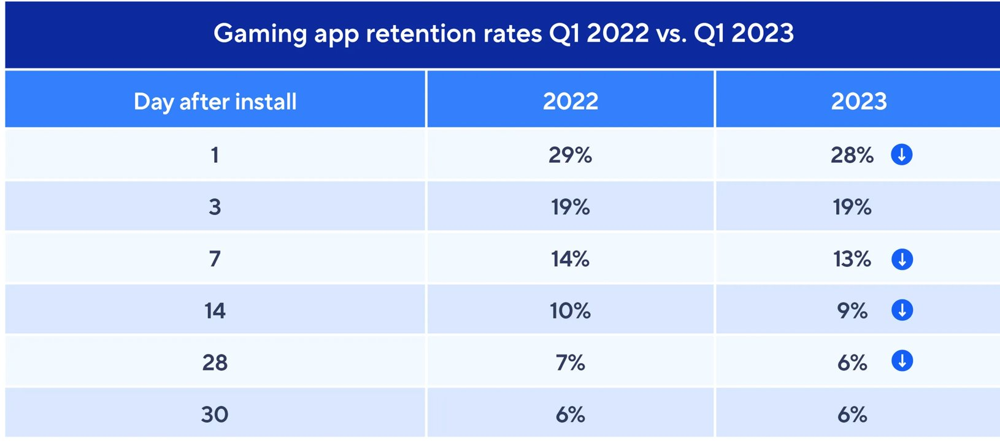 Gaming app retention rates Q1 2022 vs. Q1 2023
Day after install 2022 2023
1 29% 28% ↓
3 19% 19%
7 14% 13% ↓
14 10% 9% ↓
28 7% 6% ↓
30 6% 6%